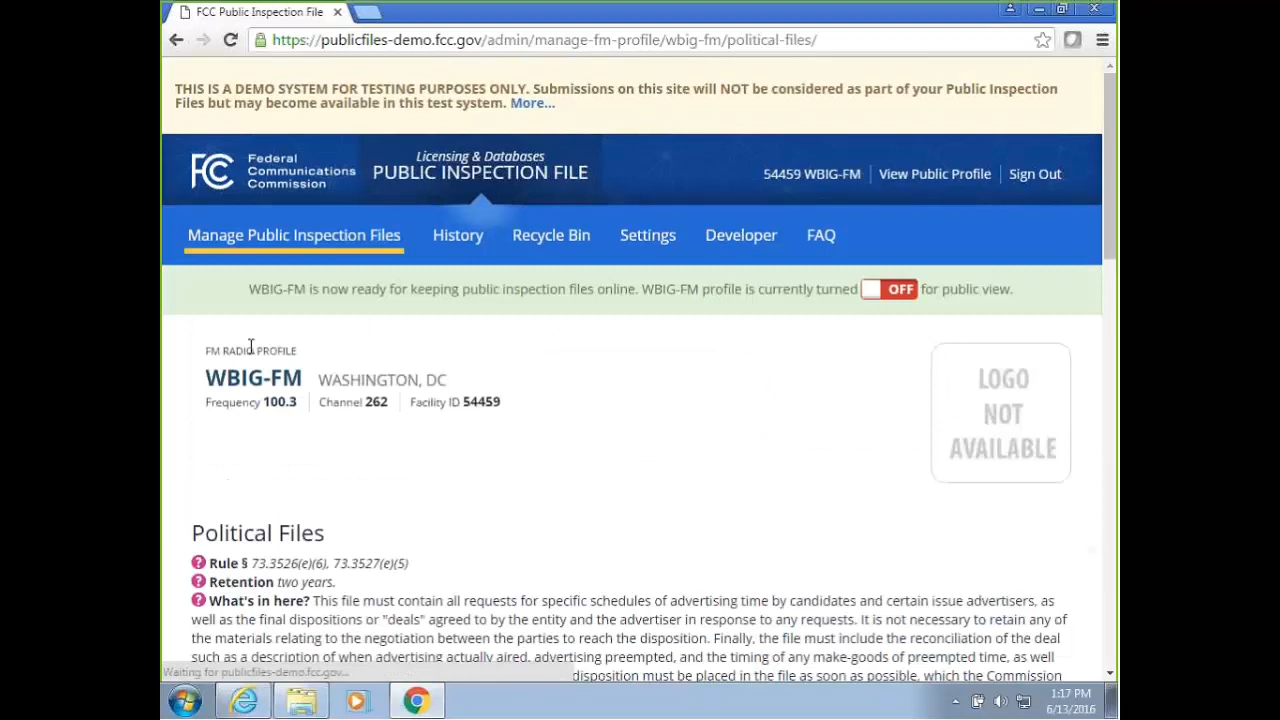 FCC Public Inspection File
https://publicfiles-demo.fcc.gov/admin/manage-fm-profile/wbig-fm/political-files/
THIS IS A DEMO SYSTEM FOR TESTING PURPOSES ONLY. Submissions on this site will NOT be considered as part of your Public Inspection
Files but may become available in this test system. More...
FCC Federal Communications Commission
Licensing & Databases
PUBLIC INSPECTION FILE
54459 WBIG-FM View Public Profile Sign Out
Manage Public Inspection Files History Recycle Bin Settings Developer FAQ
WBIG-FM is now ready for keeping public inspection files online. WBIG-FM profile is currently turned OFF for public view.
FM RADIO PROFILE
WBIG-FM WASHINGTON, DC
Frequency 100.3 Channel 262 Facility ID 54459
LOGO
NOT
AVAILABLE
Political Files
? Rule § 73.3526(e)(6), 73.3527(e)(5)
? Retention two years.
? What's in here? This file must contain all requests for specific schedules of advertising time by candidates and certain issue advertisers, as
well as the final dispositions or "deals" agreed to by the entity and the advertiser in response to any requests. It is not necessary to retain any of
the materials relating to the negotiation between the parties to reach the disposition. Finally, the file must include the reconciliation of the deal
such as a description of when advertising actually aired, advertising preempted, and the timing of any make-goods of preempted time, as well
disposition must be placed in the file as soon as possible, which the Commission
Waiting for publicfiles-demo.fcc.gov...
1:17 PM
6/13/2016